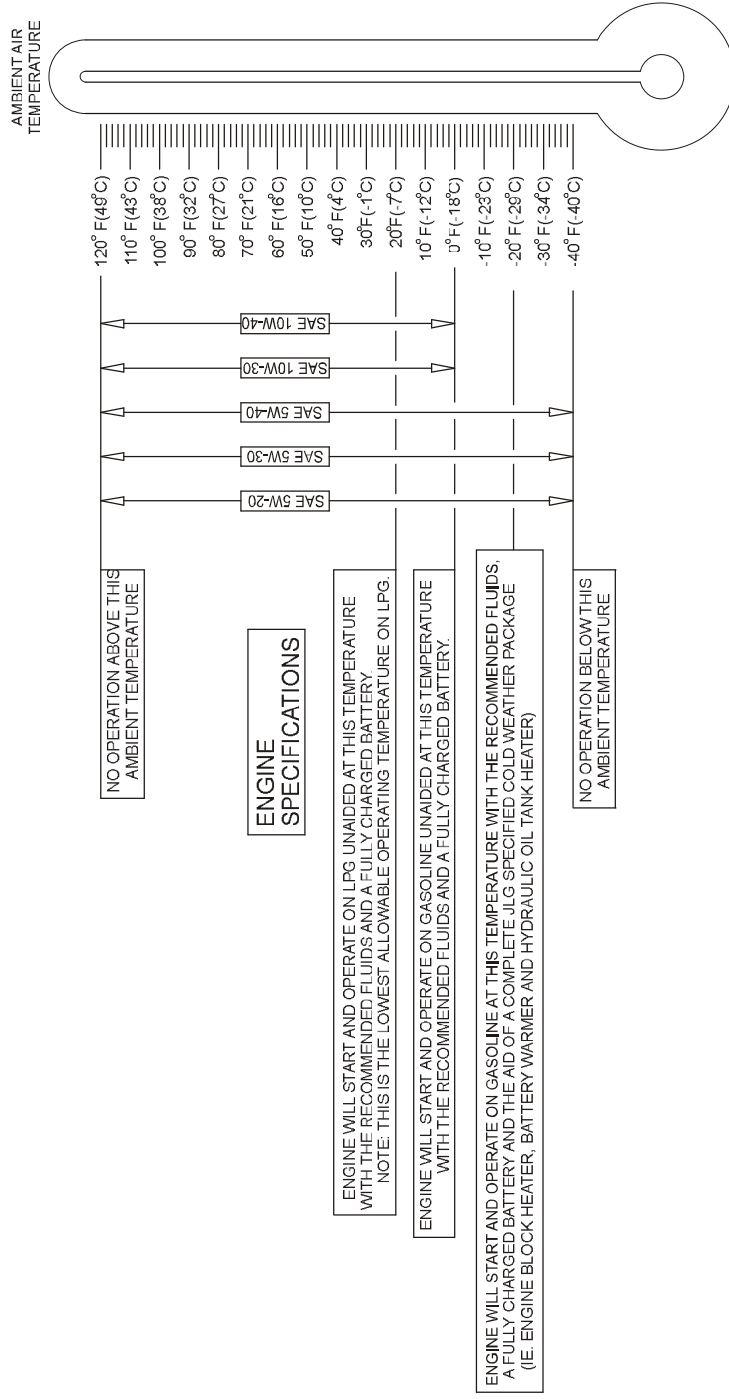 AMBIENT AIR
TEMPERATURE
120° F(49°C)
110° F(43°C)
100° F(38°C)
90° F(32°C)
80° F(27°C)
70° F(21°C)
60° F(16°C)
50° F(10°C)
40° F(4°C)
30°F(-1°C)
20°F(-7°C)
10° F(-12°C)
0°F(-18°C)
-10° F(-23°C)
-20° F(-29°C)
-30° F(-34°C)
-40° F(-40°C)
SAE 10W-40
SAE 10W-30
SAE 5W-40
SAE 5W-30
SAE 5W-20
NO OPERATION ABOVE THIS
AMBIENT TEMPERATURE
ENGINE
SPECIFICATIONS
ENGINE WILL START AND OPERATE ON LPG UNAIDED AT THIS TEMPERATURE
WITH THE RECOMMENDED FLUIDS AND A FULLY CHARGED BATTERY.
NOTE: THIS IS THE LOWEST ALLOWABLE OPERATING TEMPERATURE ON LPG.
ENGINE WILL START AND OPERATE ON GASOLINE UNAIDED AT THIS TEMPERATURE
WITH THE RECOMMENDED FLUIDS AND A FULLY CHARGED BATTERY.
ENGINE WILL START AND OPERATE ON GASOLINE AT THIS TEMPERATURE WITH THE RECOMMENDED FLUIDS,
A FULLY CHARGED BATTERY AND THE AID OF A COMPLETE JLG SPECIFIED COLD WEATHER PACKAGE
(IE. ENGINE BLOCK HEATER, BATTERY WARMER AND HYDRAULIC OIL TANK HEATER)
NO OPERATION BELOW THIS
AMBIENT TEMPERATURE